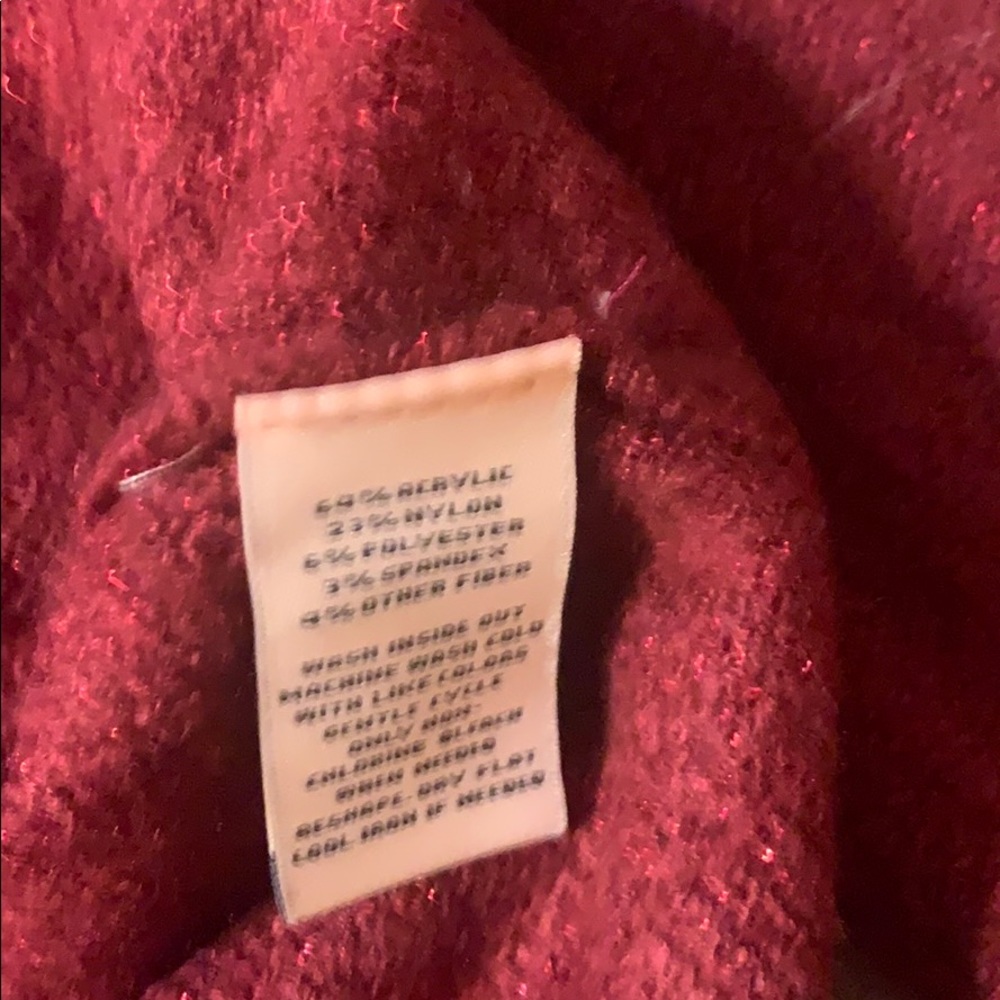 64% ACRYLIC
23% NYLON
6% POLYESTER
3% SPANDEX
4% OTHER FIBER
WASH INSIDE OUT
MACHINE WASH COLD
WITH LIKE COLORS
GENTLE CYCLE
ONLY NON-
CHLORINE BLEACH
WHEN NEEDED
RESHAPE. DRY FLAT
COOL IRON IF NEEDED